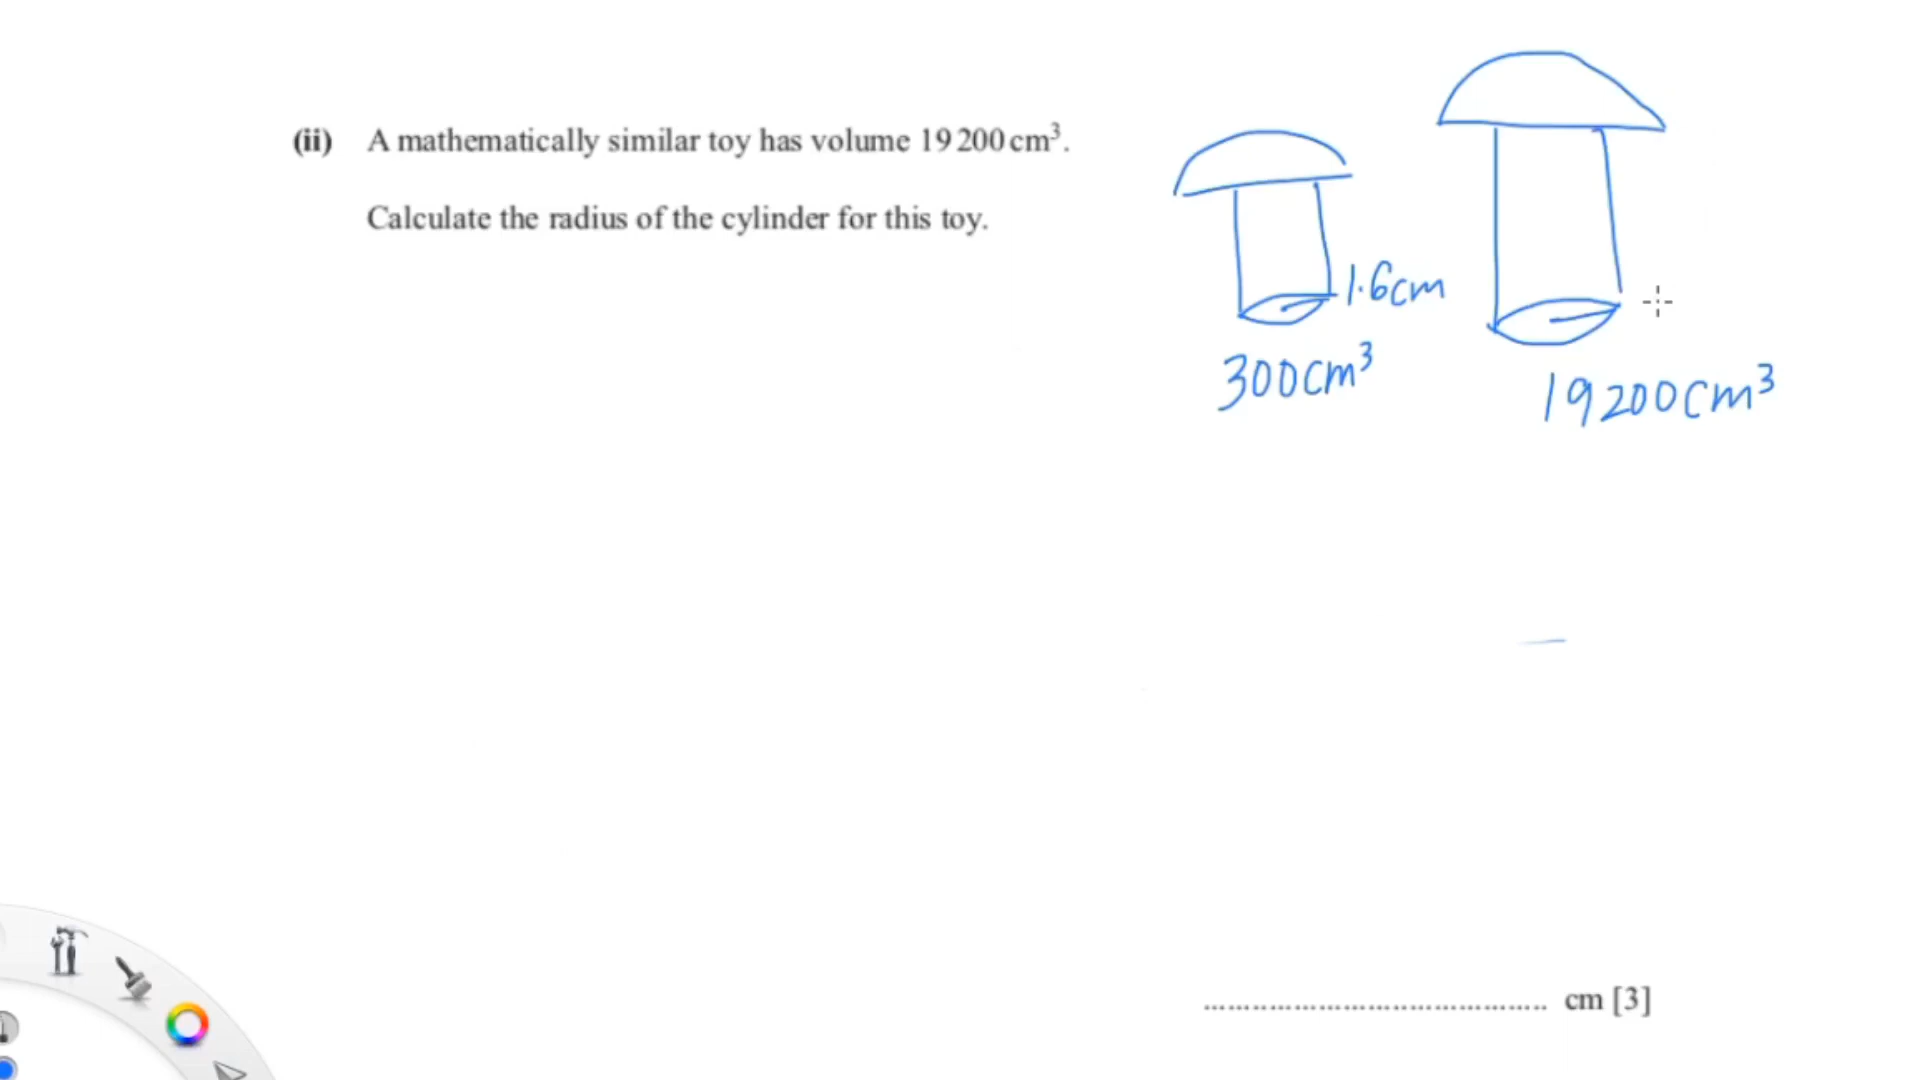 (ii) A mathematically similar toy has volume 19 200 cm³.
Calculate the radius of the cylinder for this toy.
1.6cm
300cm³
19200cm³
.......................................... cm [3]